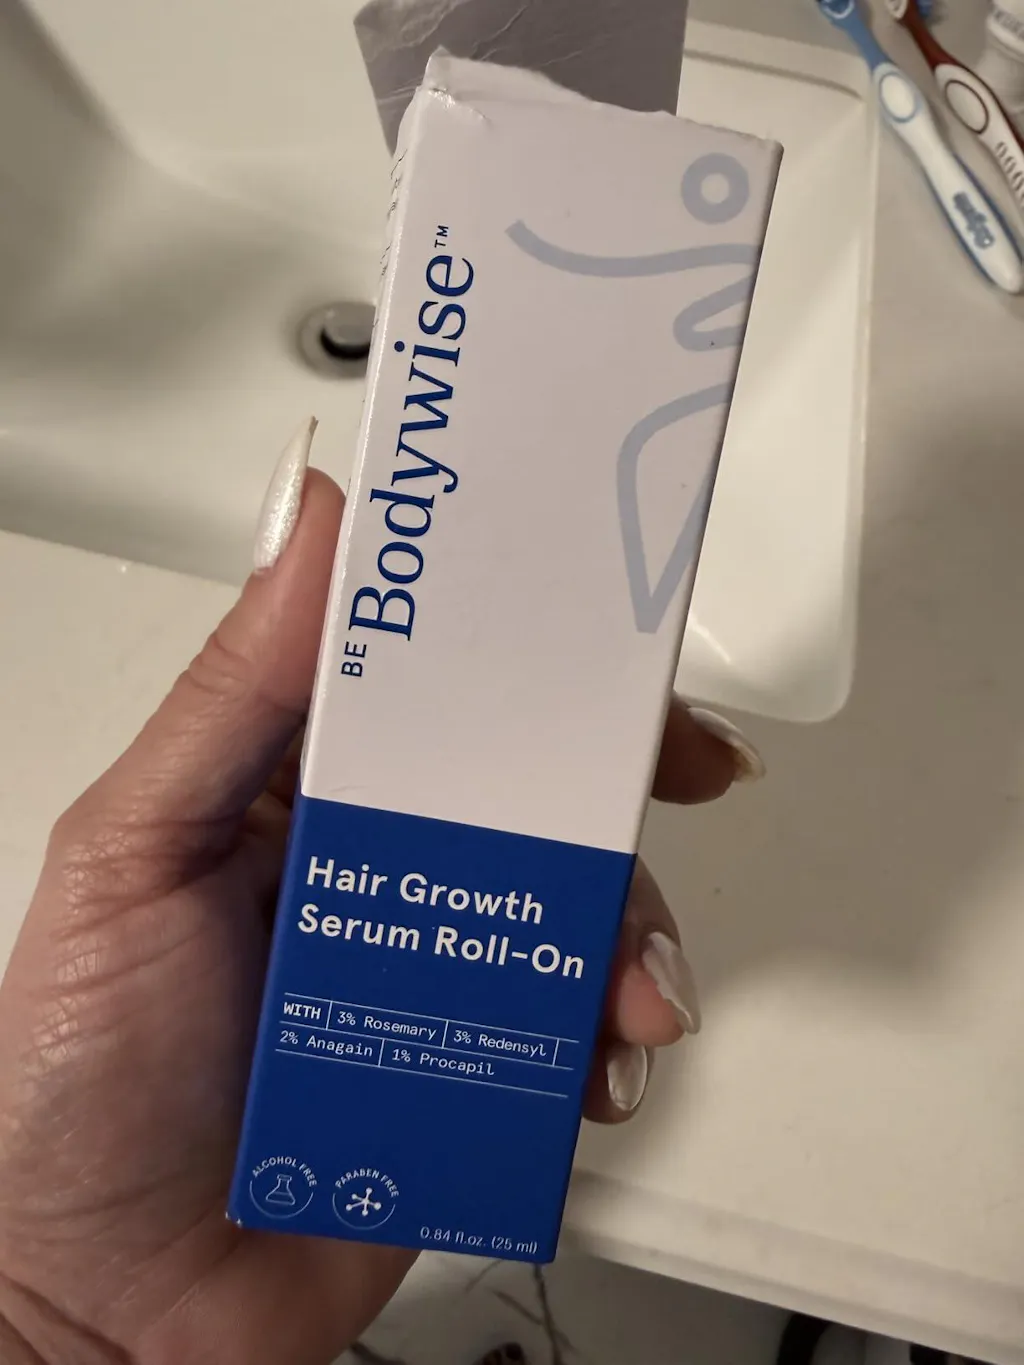 BE Bodywise™
Hair Growth
Serum Roll-On
WITH 3% Rosemary 3% Redensyl
2% Anagain 1% Procapil
ALCOHOL FREE
PARABEN FREE
0.84 fl.oz. (25 ml)
Colgate